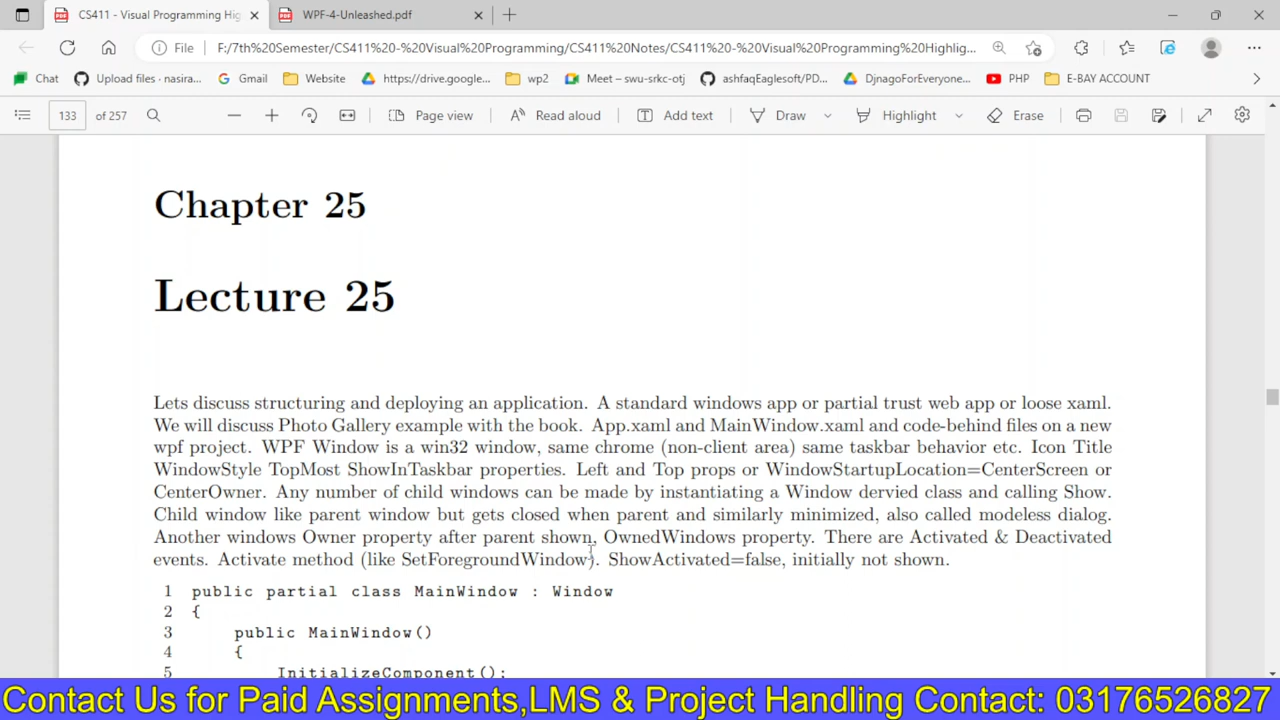 CS411 - Visual Programming Hig
WPF-4-Unleashed.pdf
File
F:/7th%20Semester/CS411%20-%20Visual%20Programming/CS411%20Notes/CS411%20-%20Visual%20Programming%20Highlig...
Chat
Upload files · nasira...
Gmail
Website
https://drive.google...
wp2
Meet – swu-srkc-otj
ashfaqEaglesoft/PD...
DjnagoForEveryone...
PHP
E-BAY ACCOUNT
133 of 257
Page view
Read aloud
Add text
Draw
Highlight
Erase
Chapter 25
Lecture 25
Lets discuss structuring and deploying an application. A standard windows app or partial trust web app or loose xaml.
We will discuss Photo Gallery example with the book. App.xaml and MainWindow.xaml and code-behind files on a new
wpf project. WPF Window is a win32 window, same chrome (non-client area) same taskbar behavior etc. Icon Title
WindowStyle TopMost ShowInTaskbar properties. Left and Top props or WindowStartupLocation=CenterScreen or
CenterOwner. Any number of child windows can be made by instantiating a Window dervied class and calling Show.
Child window like parent window but gets closed when parent and similarly minimized, also called modeless dialog.
Another windows Owner property after parent shown, OwnedWindows property. There are Activated & Deactivated
events. Activate method (like SetForegroundWindow). ShowActivated=false, initially not shown.
1 public partial class MainWindow : Window
2 {
3 public MainWindow()
4 {
5 InitializeComponent();
Contact Us for Paid Assignments,LMS & Project Handling Contact: 03176526827